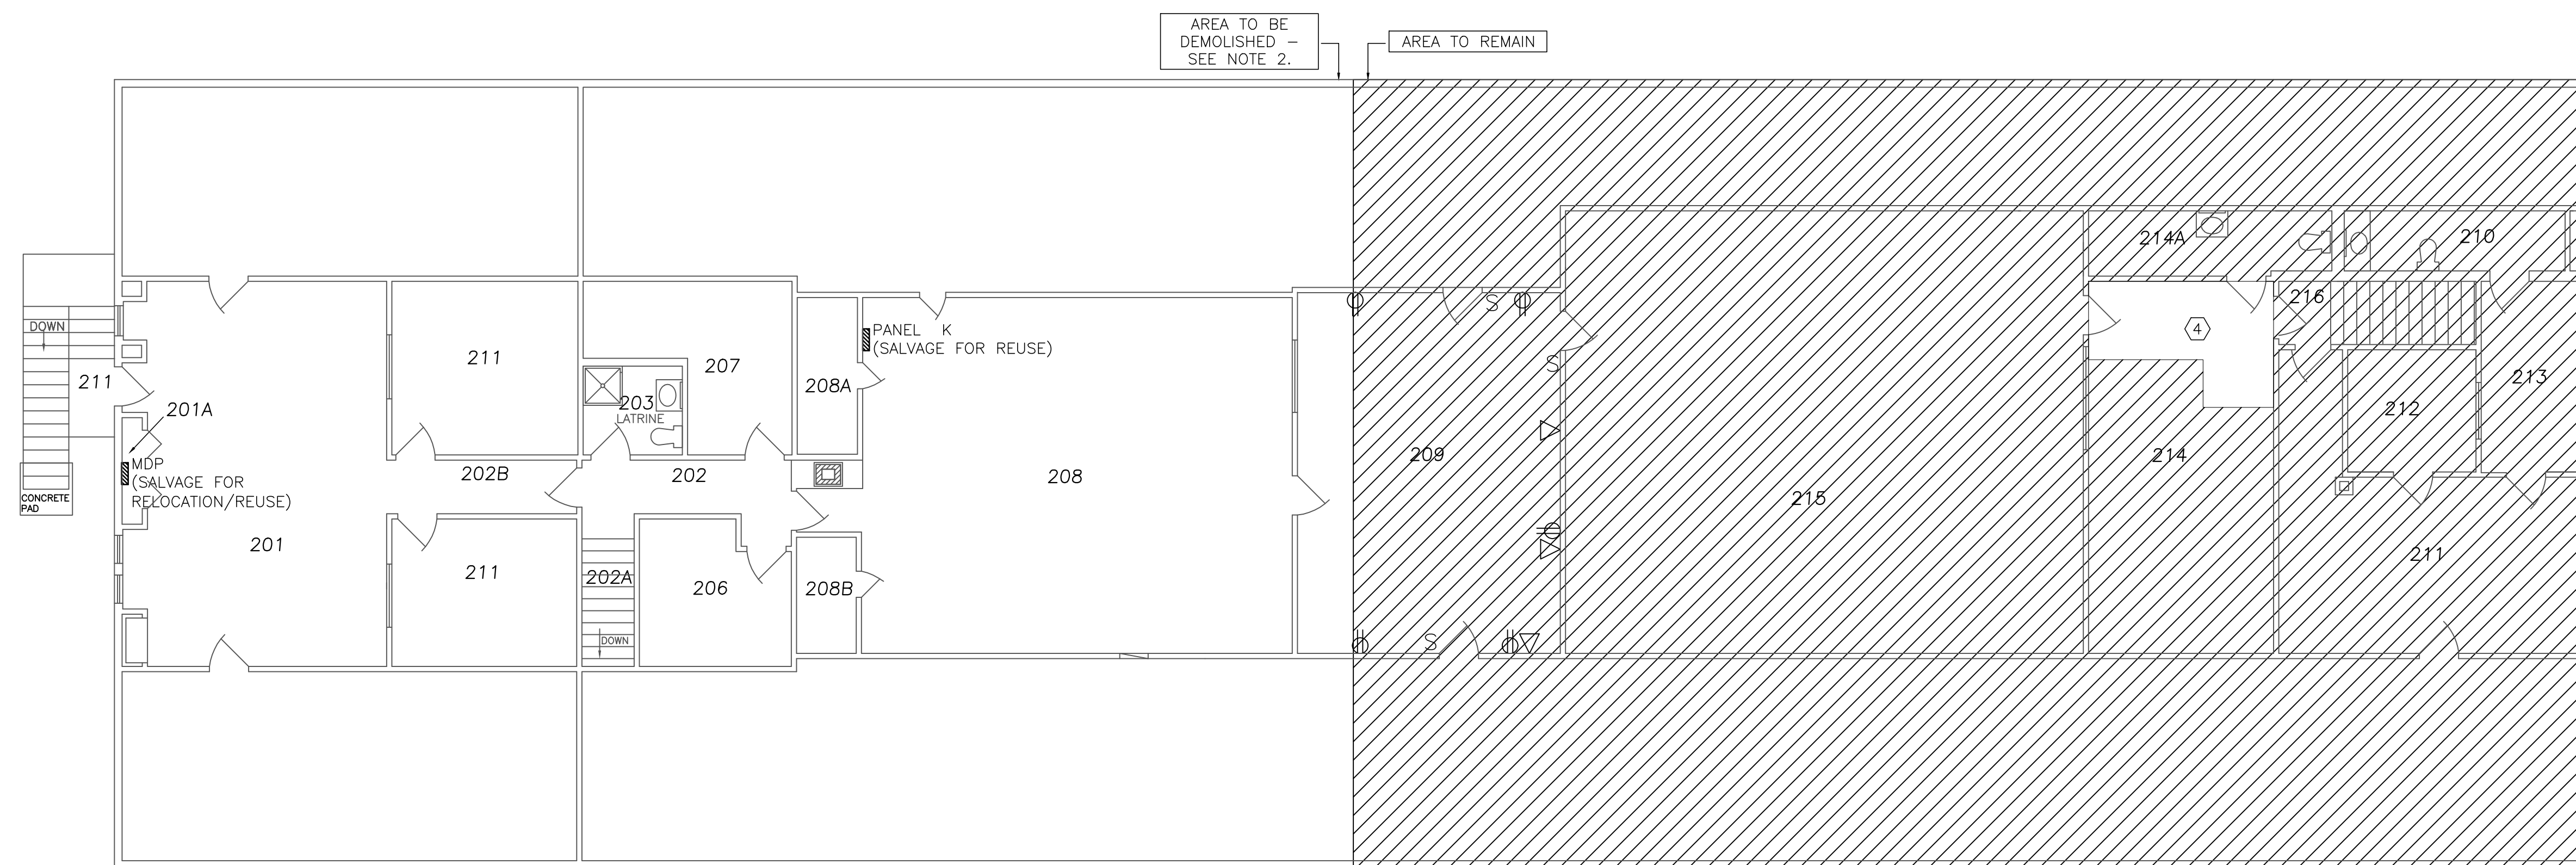 AREA TO BE
DEMOLISHED –
SEE NOTE 2.
AREA TO REMAIN
214A
210
216
4
DOWN
PANEL K
(SALVAGE FOR REUSE)
211
207
208A
211
213
201A
203
LATRINE
212
MDP
(SALVAGE FOR
RELOCATION/REUSE)
CONCRETE
PAD
202B
202
208
S
S
209
214
215
201
211
211
202A
206
208B
DOWN
S